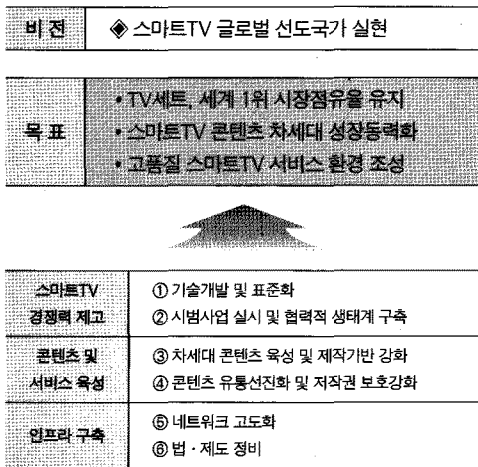 비 전
◈ 스마트TV 글로벌 선도국가 실현
목 표
• TV세트, 세계 1위 시장점유율 유지
• 스마트TV 콘텐츠 차세대 성장동력화
• 고품질 스마트TV 서비스 환경 조성
스마트TV
경쟁력 제고
① 기술개발 및 표준화
② 시범사업 실시 및 협력적 생태계 구축
콘텐츠 및
서비스 육성
③ 차세대 콘텐츠 육성 및 제작기반 강화
④ 콘텐츠 유통선진화 및 저작권 보호강화
인프라 구축
⑤ 네트워크 고도화
⑥ 법 · 제도 정비